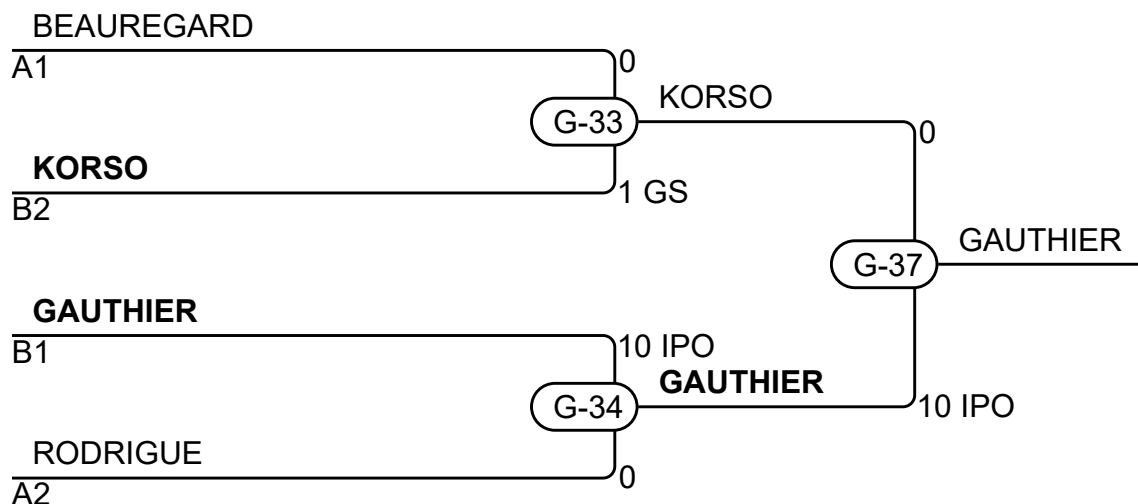 BEAUREGARD
A1
0
G-33
KORSO
0
KORSO
B2
1 GS
G-37
GAUTHIER
GAUTHIER
B1
10 IPO
GAUTHIER
G-34
10 IPO
RODRIGUE
A2
0